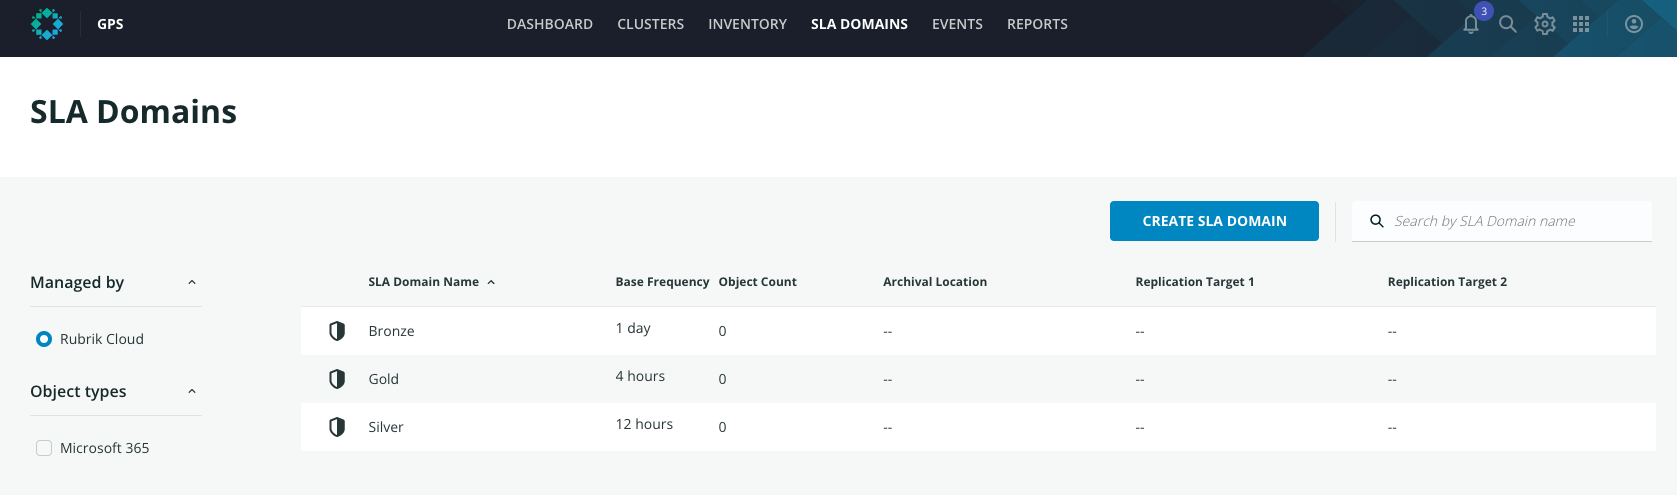 GPS
DASHBOARD CLUSTERS INVENTORY SLA DOMAINS EVENTS REPORTS
3
SLA Domains
CREATE SLA DOMAIN
Search by SLA Domain name
Managed by
Rubrik Cloud
Object types
Microsoft 365
SLA Domain Name Base Frequency Object Count Archival Location Replication Target 1 Replication Target 2
Bronze 1 day 0 -- -- --
Gold 4 hours 0 -- -- --
Silver 12 hours 0 -- -- --